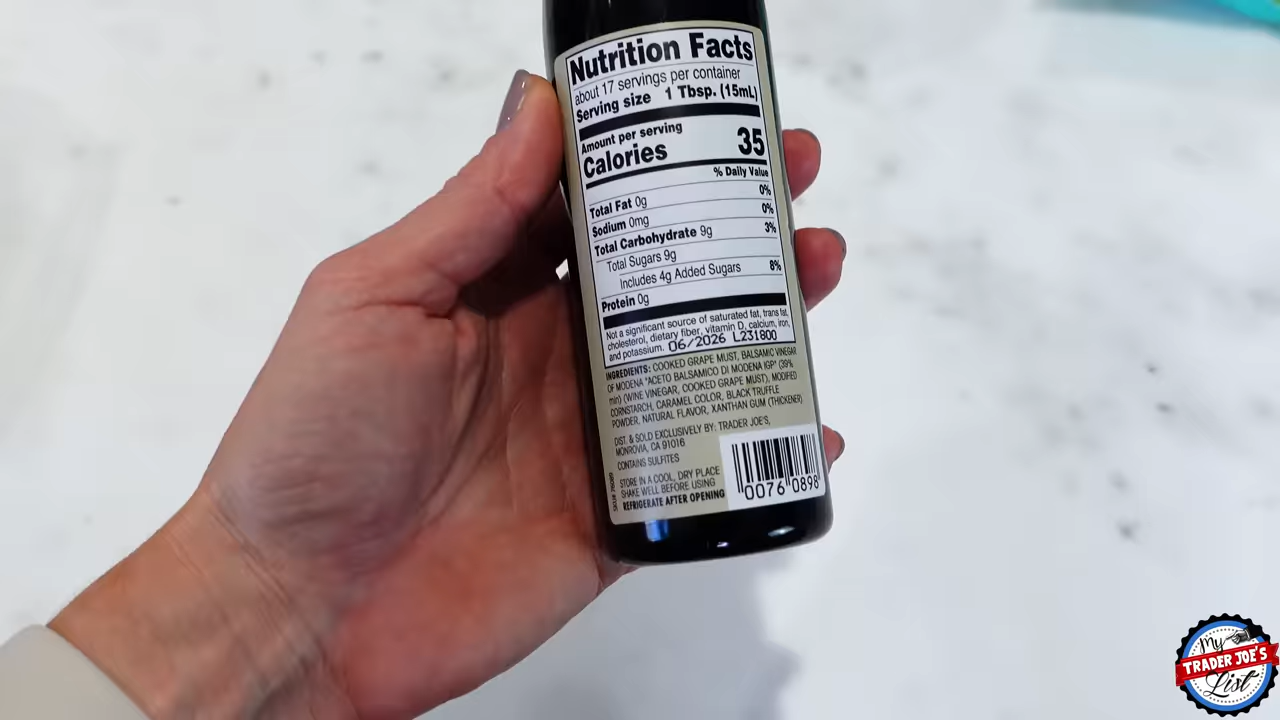 Nutrition Facts
about 17 servings per container
Serving size 1 Tbsp. (15mL)
Amount per serving
Calories 35
% Daily Value
Total Fat 0g 0%
Sodium 0mg 0%
Total Carbohydrate 9g 3%
Total Sugars 9g
Includes 4g Added Sugars 8%
Protein 0g
Not a significant source of saturated fat, trans fat,
cholesterol, dietary fiber, vitamin D, calcium, iron,
and potassium. 06/2026 L231800
INGREDIENTS: COOKED GRAPE MUST, BALSAMIC VINEGAR
OF MODENA "ACETO BALSAMICO DI MODENA IGP" (39%
min) (WINE VINEGAR, COOKED GRAPE MUST), MODIFIED
CORNSTARCH, CARAMEL COLOR, BLACK TRUFFLE
POWDER, NATURAL FLAVOR, XANTHAN GUM (THICKENER)
DIST. & SOLD EXCLUSIVELY BY: TRADER JOE'S,
MONROVIA, CA 91016
CONTAINS SULFITES
STORE IN A COOL, DRY PLACE
SHAKE WELL BEFORE USING
REFRIGERATE AFTER OPENING
SKU# 76089
0076 0898
My
TRADER JOE'S
List